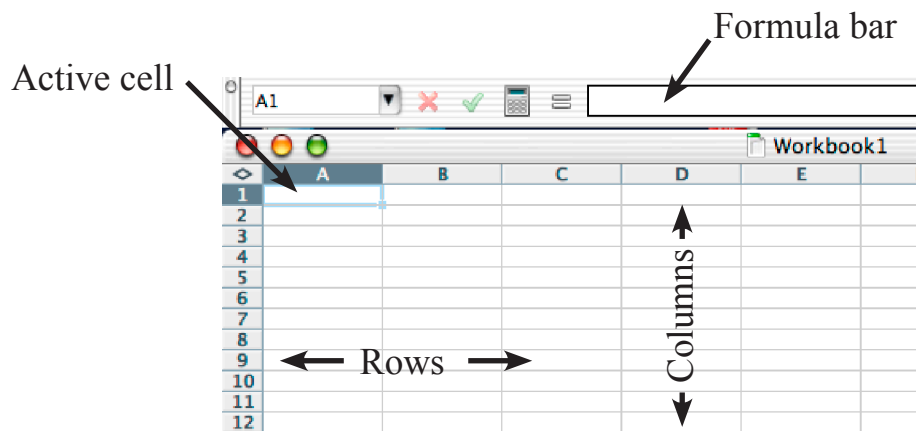 Formula bar
Active cell
A1
Workbook1
A B C D E
1
2
3
4
5
6
7
8
9
10
11
12
Rows
Columns